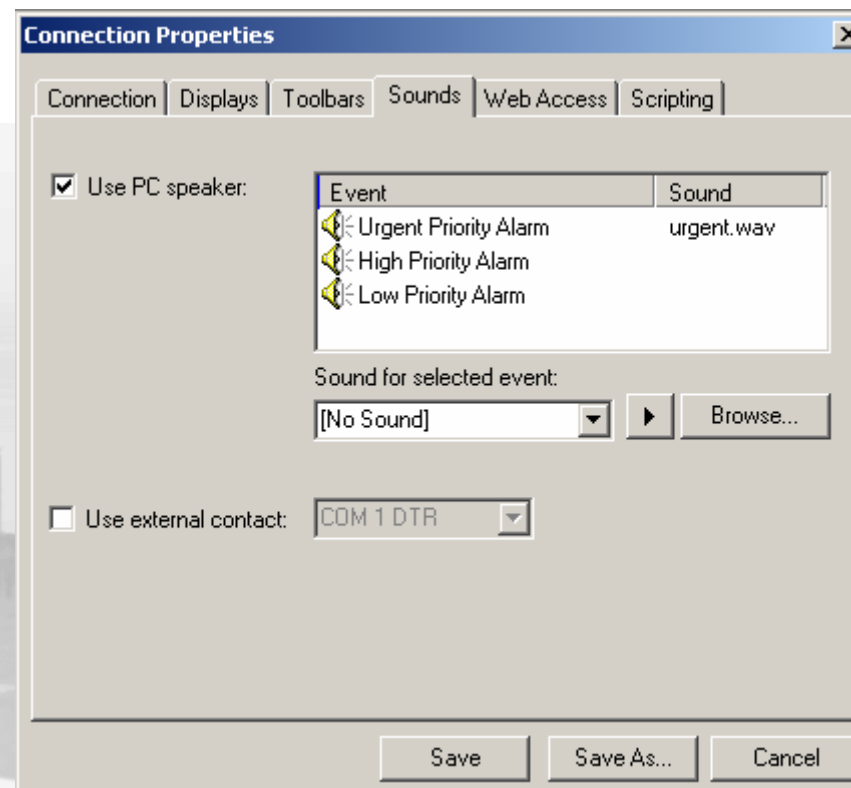 Connection Properties
Connection Displays Toolbars Sounds Web Access Scripting
Use PC speaker:
Event Sound
Urgent Priority Alarm urgent.wav
High Priority Alarm
Low Priority Alarm
Sound for selected event:
[No Sound] Browse...
Use external contact: COM 1 DTR
Save Save As... Cancel